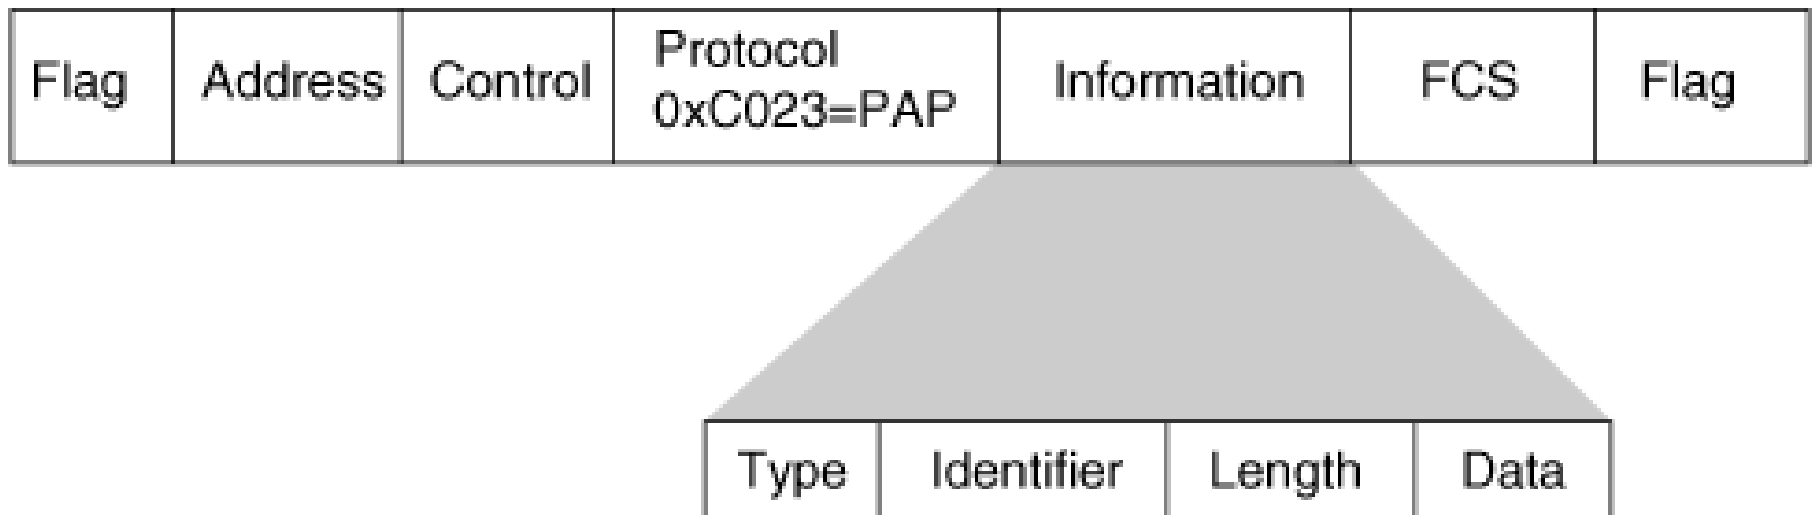 Flag Address Control Protocol 0xC023=PAP Information FCS Flag
Type Identifier Length Data